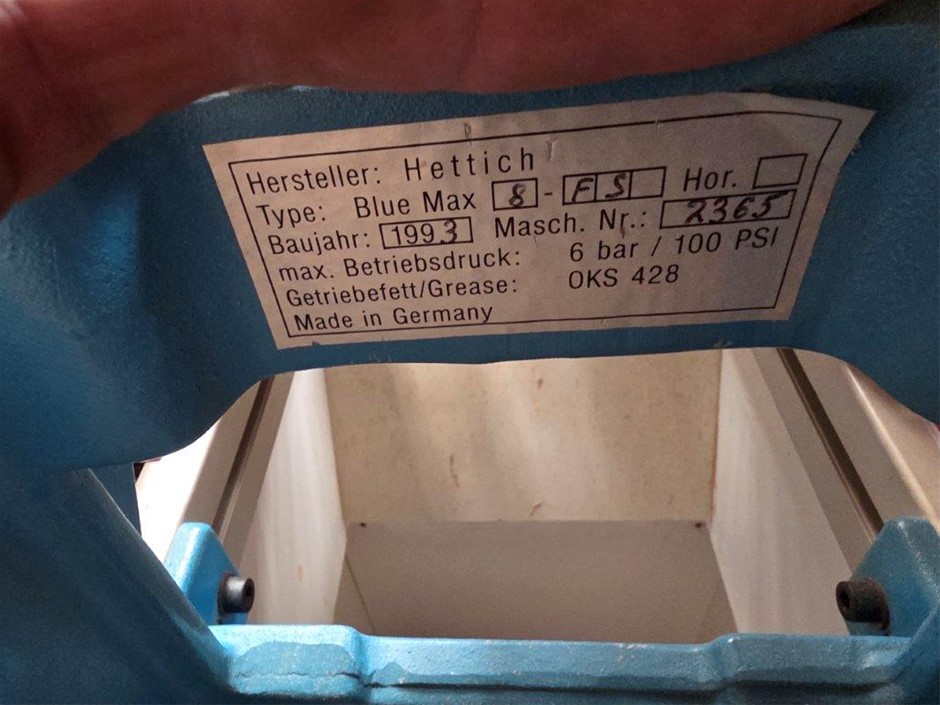 Hersteller: Hettich
Type: Blue Max 8 - FS Hor.
Baujahr: 1993 Masch. Nr.: 2365
max. Betriebsdruck: 6 bar / 100 PSI
Getriebefett/Grease: OKS 428
Made in Germany